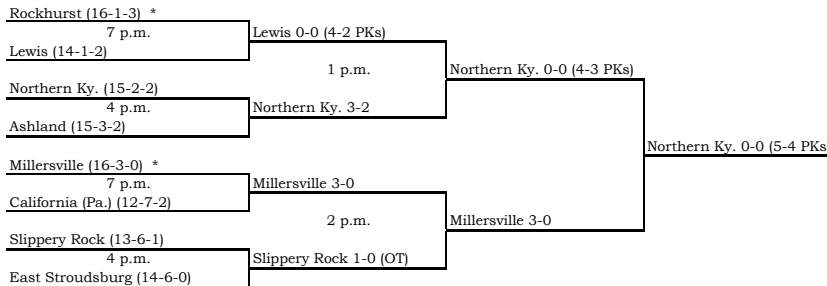 Rockhurst (16-1-3) *
7 p.m.
Lewis 0-0 (4-2 PKs)
Lewis (14-1-2)
1 p.m.
Northern Ky. 0-0 (4-3 PKs)
Northern Ky. (15-2-2)
4 p.m.
Northern Ky. 3-2
Ashland (15-3-2)
Northern Ky. 0-0 (5-4 PKs
Millersville (16-3-0) *
7 p.m.
Millersville 3-0
California (Pa.) (12-7-2)
2 p.m.
Millersville 3-0
Slippery Rock (13-6-1)
4 p.m.
Slippery Rock 1-0 (OT)
East Stroudsburg (14-6-0)